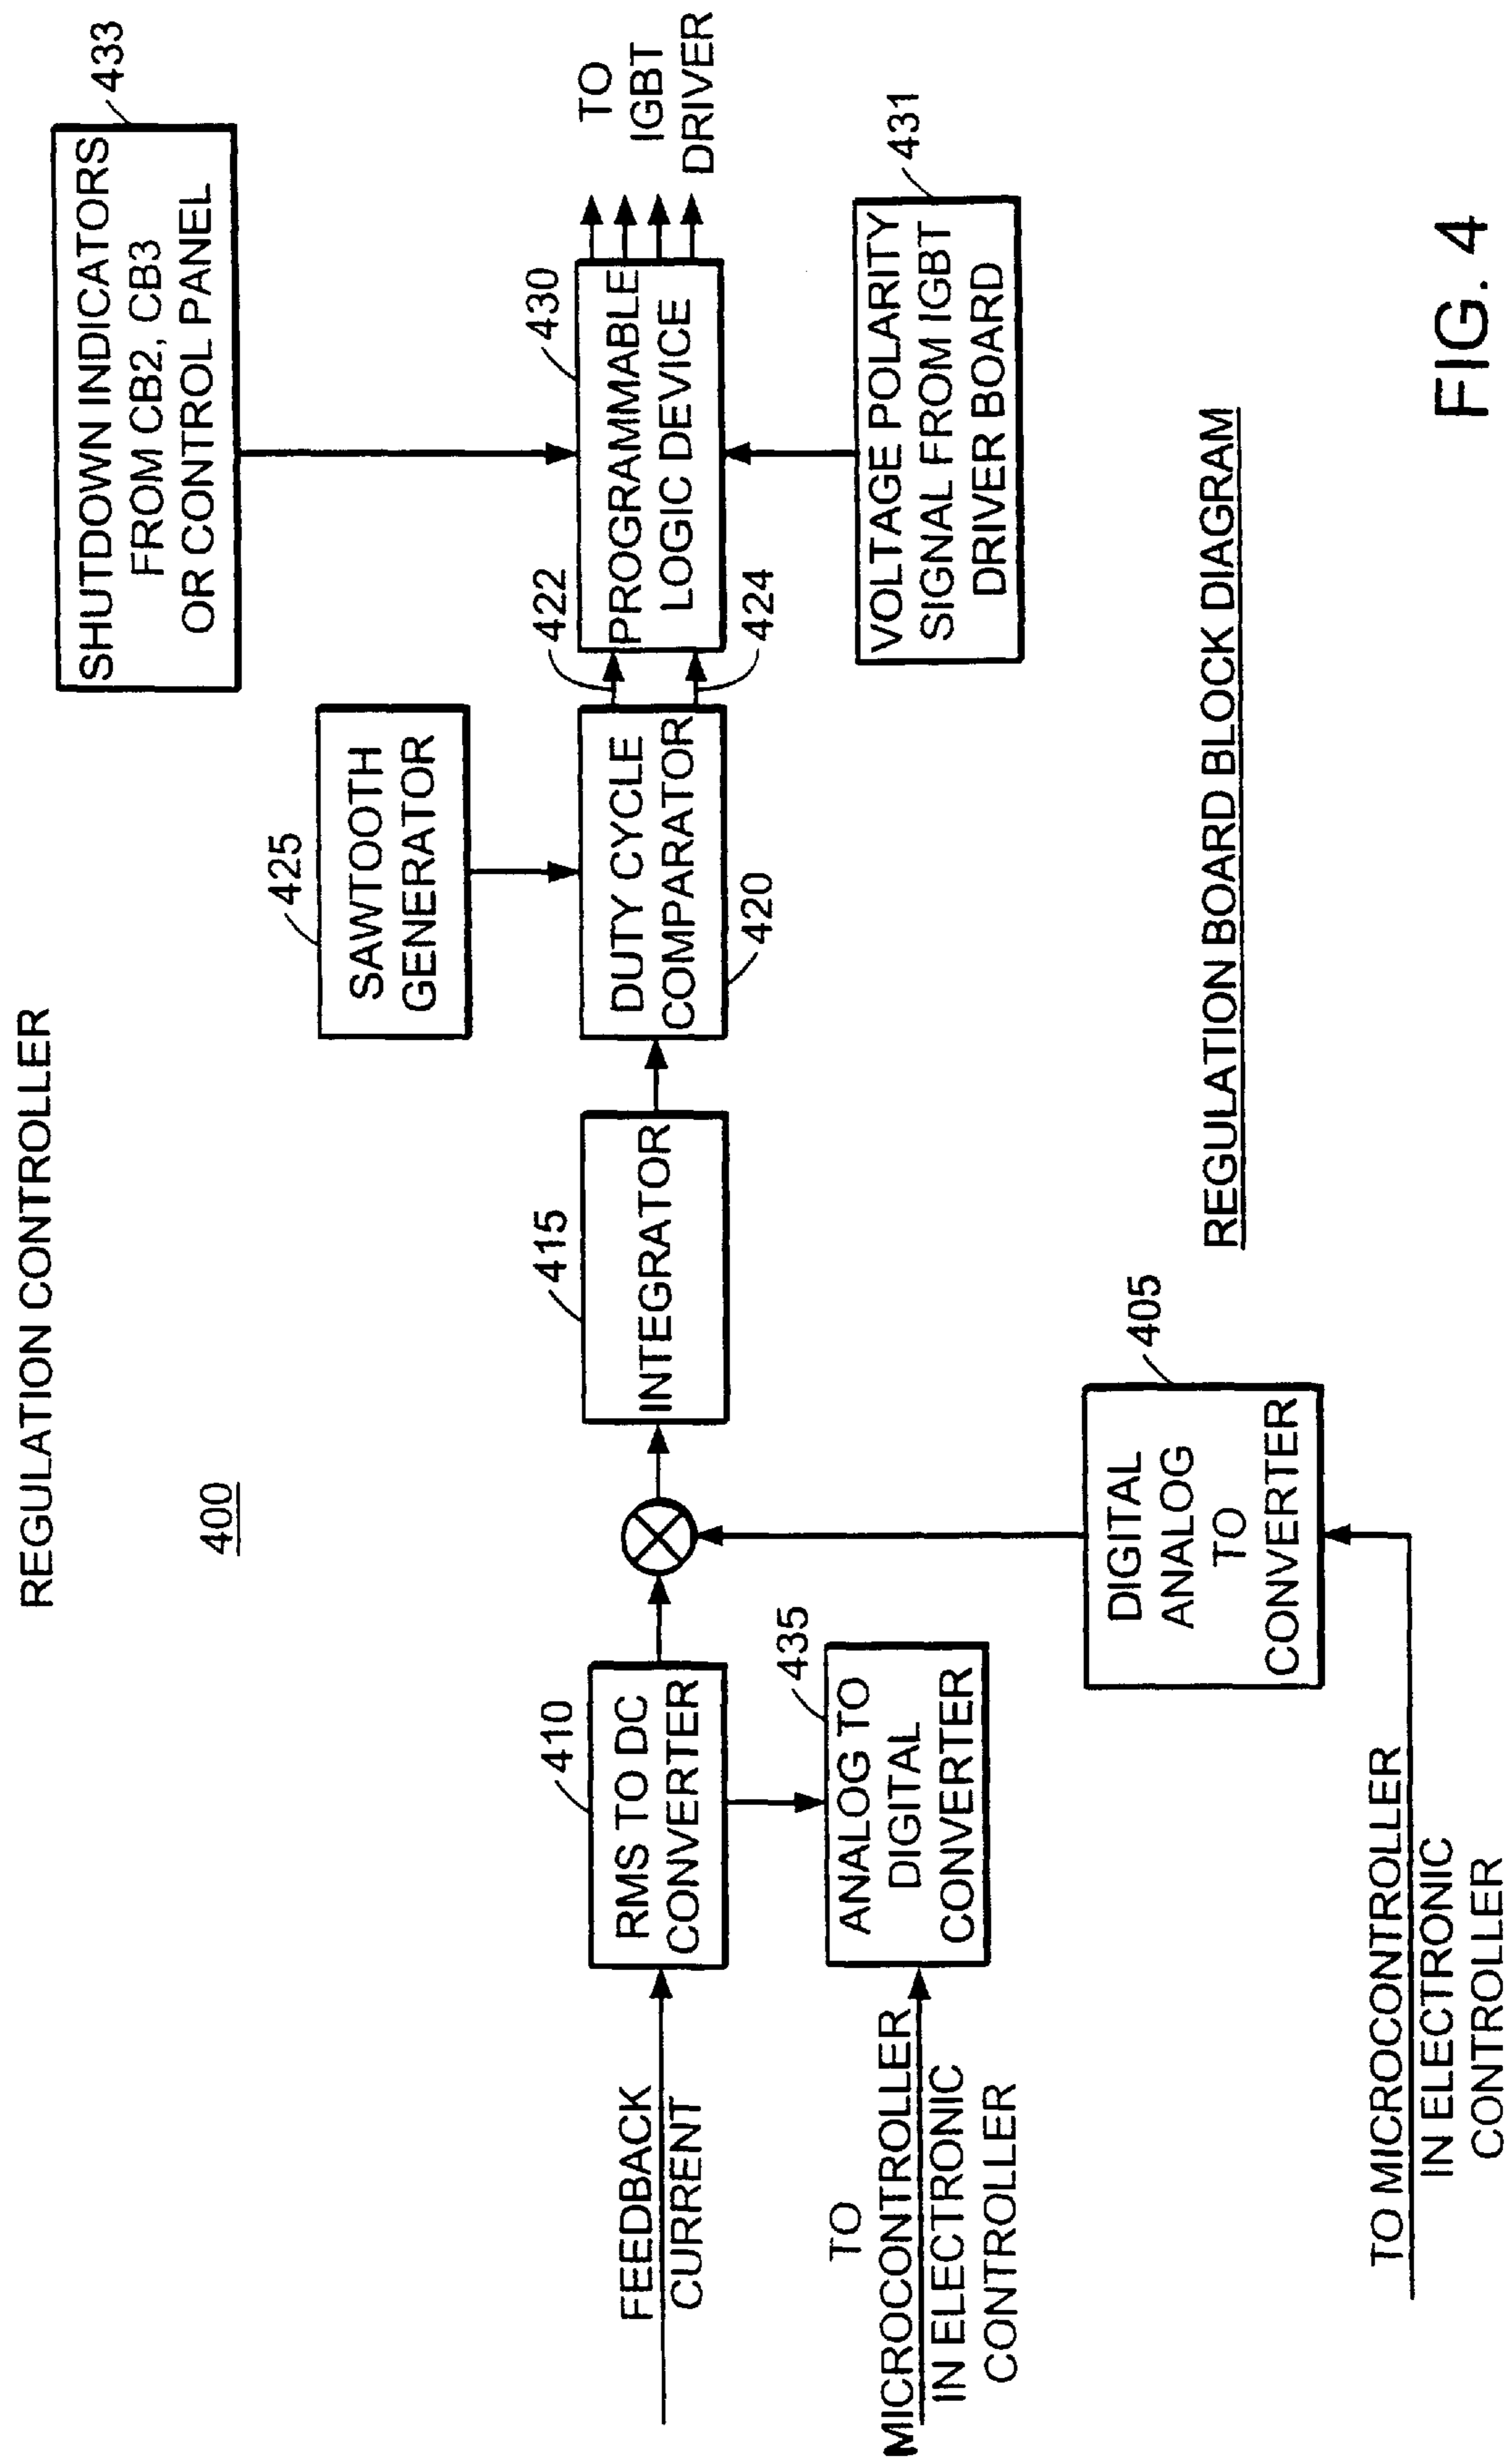 REGULATION CONTROLLER
400
SHUTDOWN INDICATORS
FROM CB2, CB3
OR CONTROL PANEL
433
425
SAWTOOTH
GENERATOR
FEEDBACK
CURRENT
410
RMS TO DC
CONVERTER
415
INTEGRATOR
DUTY CYCLE
COMPARATOR
420
422
424
430
PROGRAMMABLE
LOGIC DEVICE
TO
IGBT
DRIVER
TO
MICROCONTROLLER
IN ELECTRONIC
CONTROLLER
435
ANALOG TO
DIGITAL
CONVERTER
431
VOLTAGE POLARITY
SIGNAL FROM IGBT
DRIVER BOARD
405
DIGITAL
ANALOG
TO
CONVERTER
TO MICROCONTROLLER
IN ELECTRONIC
CONTROLLER
REGULATION BOARD BLOCK DIAGRAM
FIG. 4